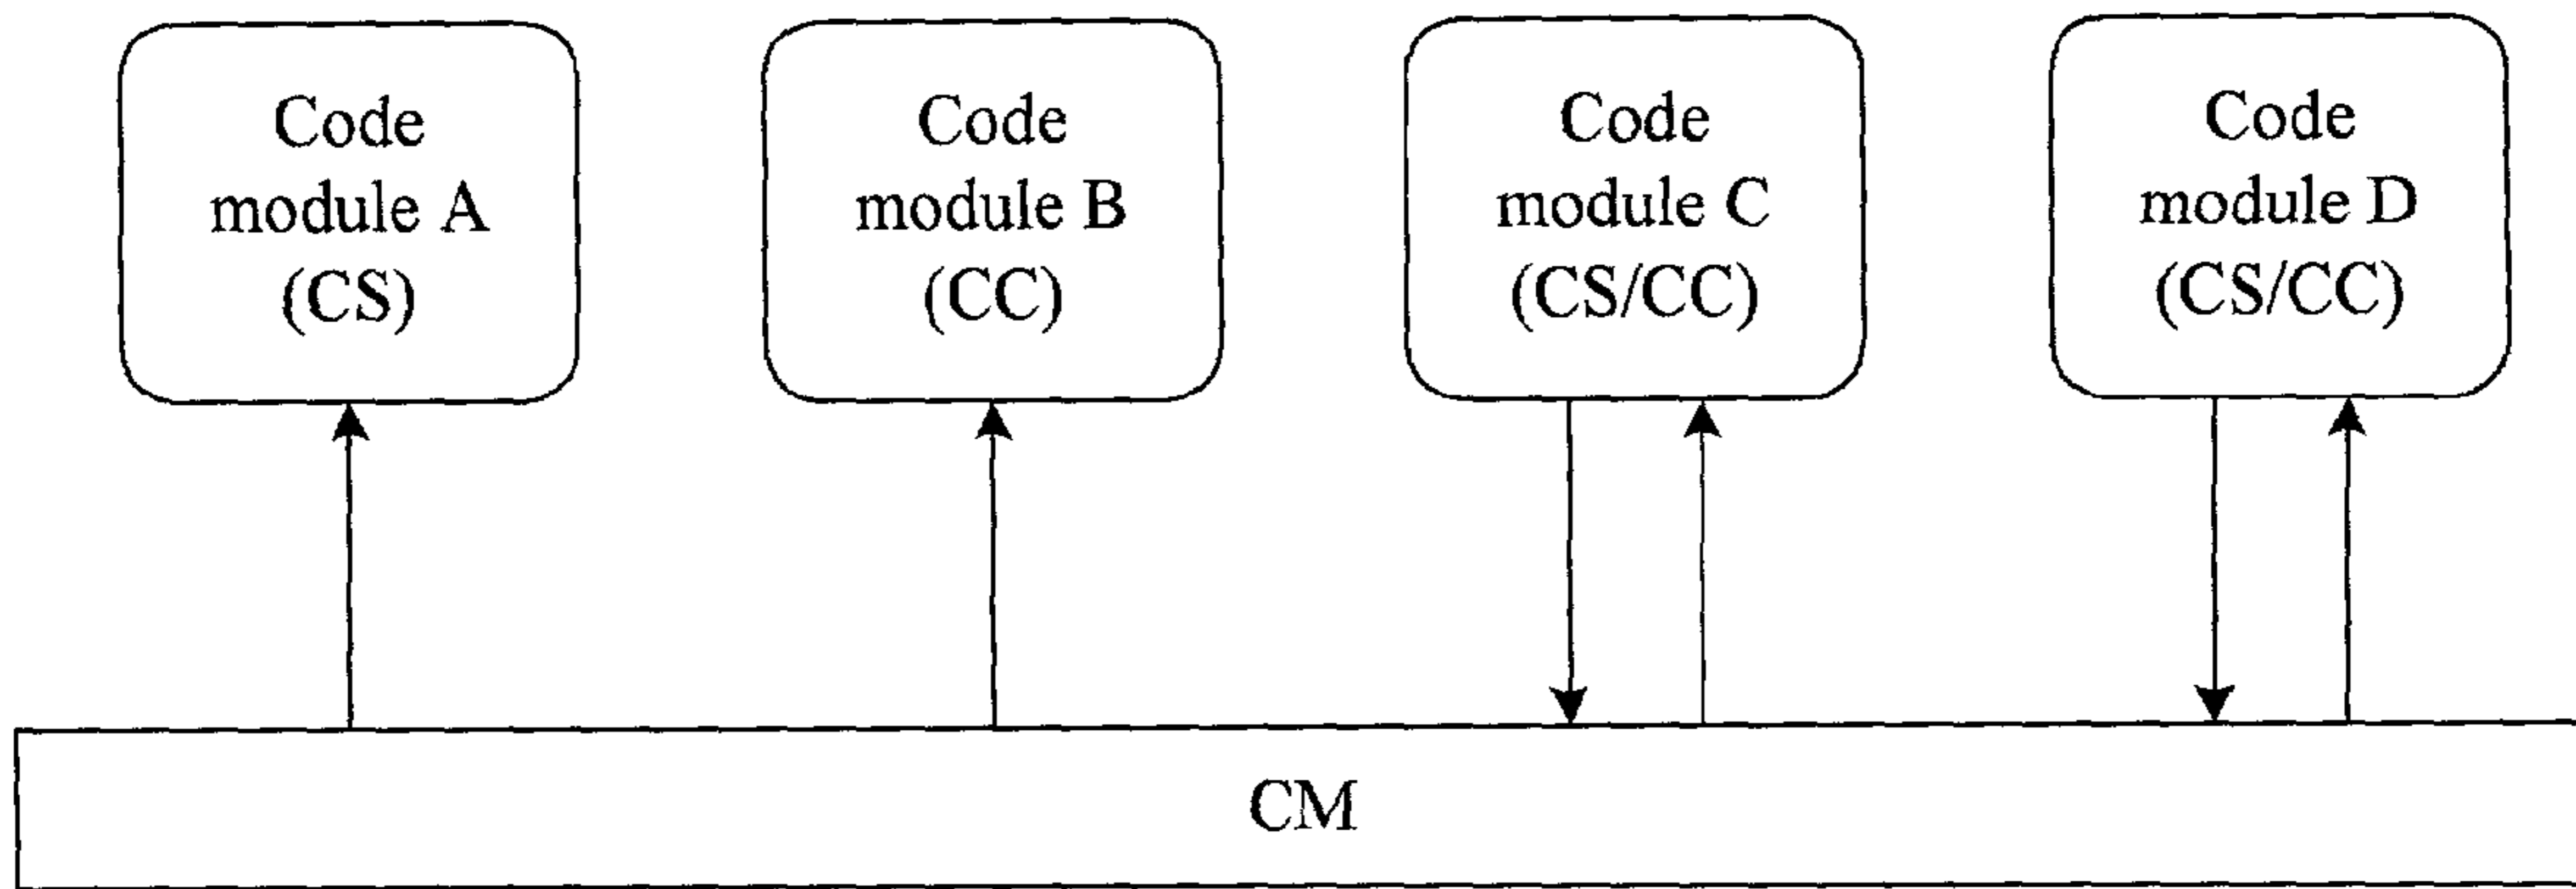 Code
module A
(CS)
Code
module B
(CC)
Code
module C
(CS/CC)
Code
module D
(CS/CC)
CM